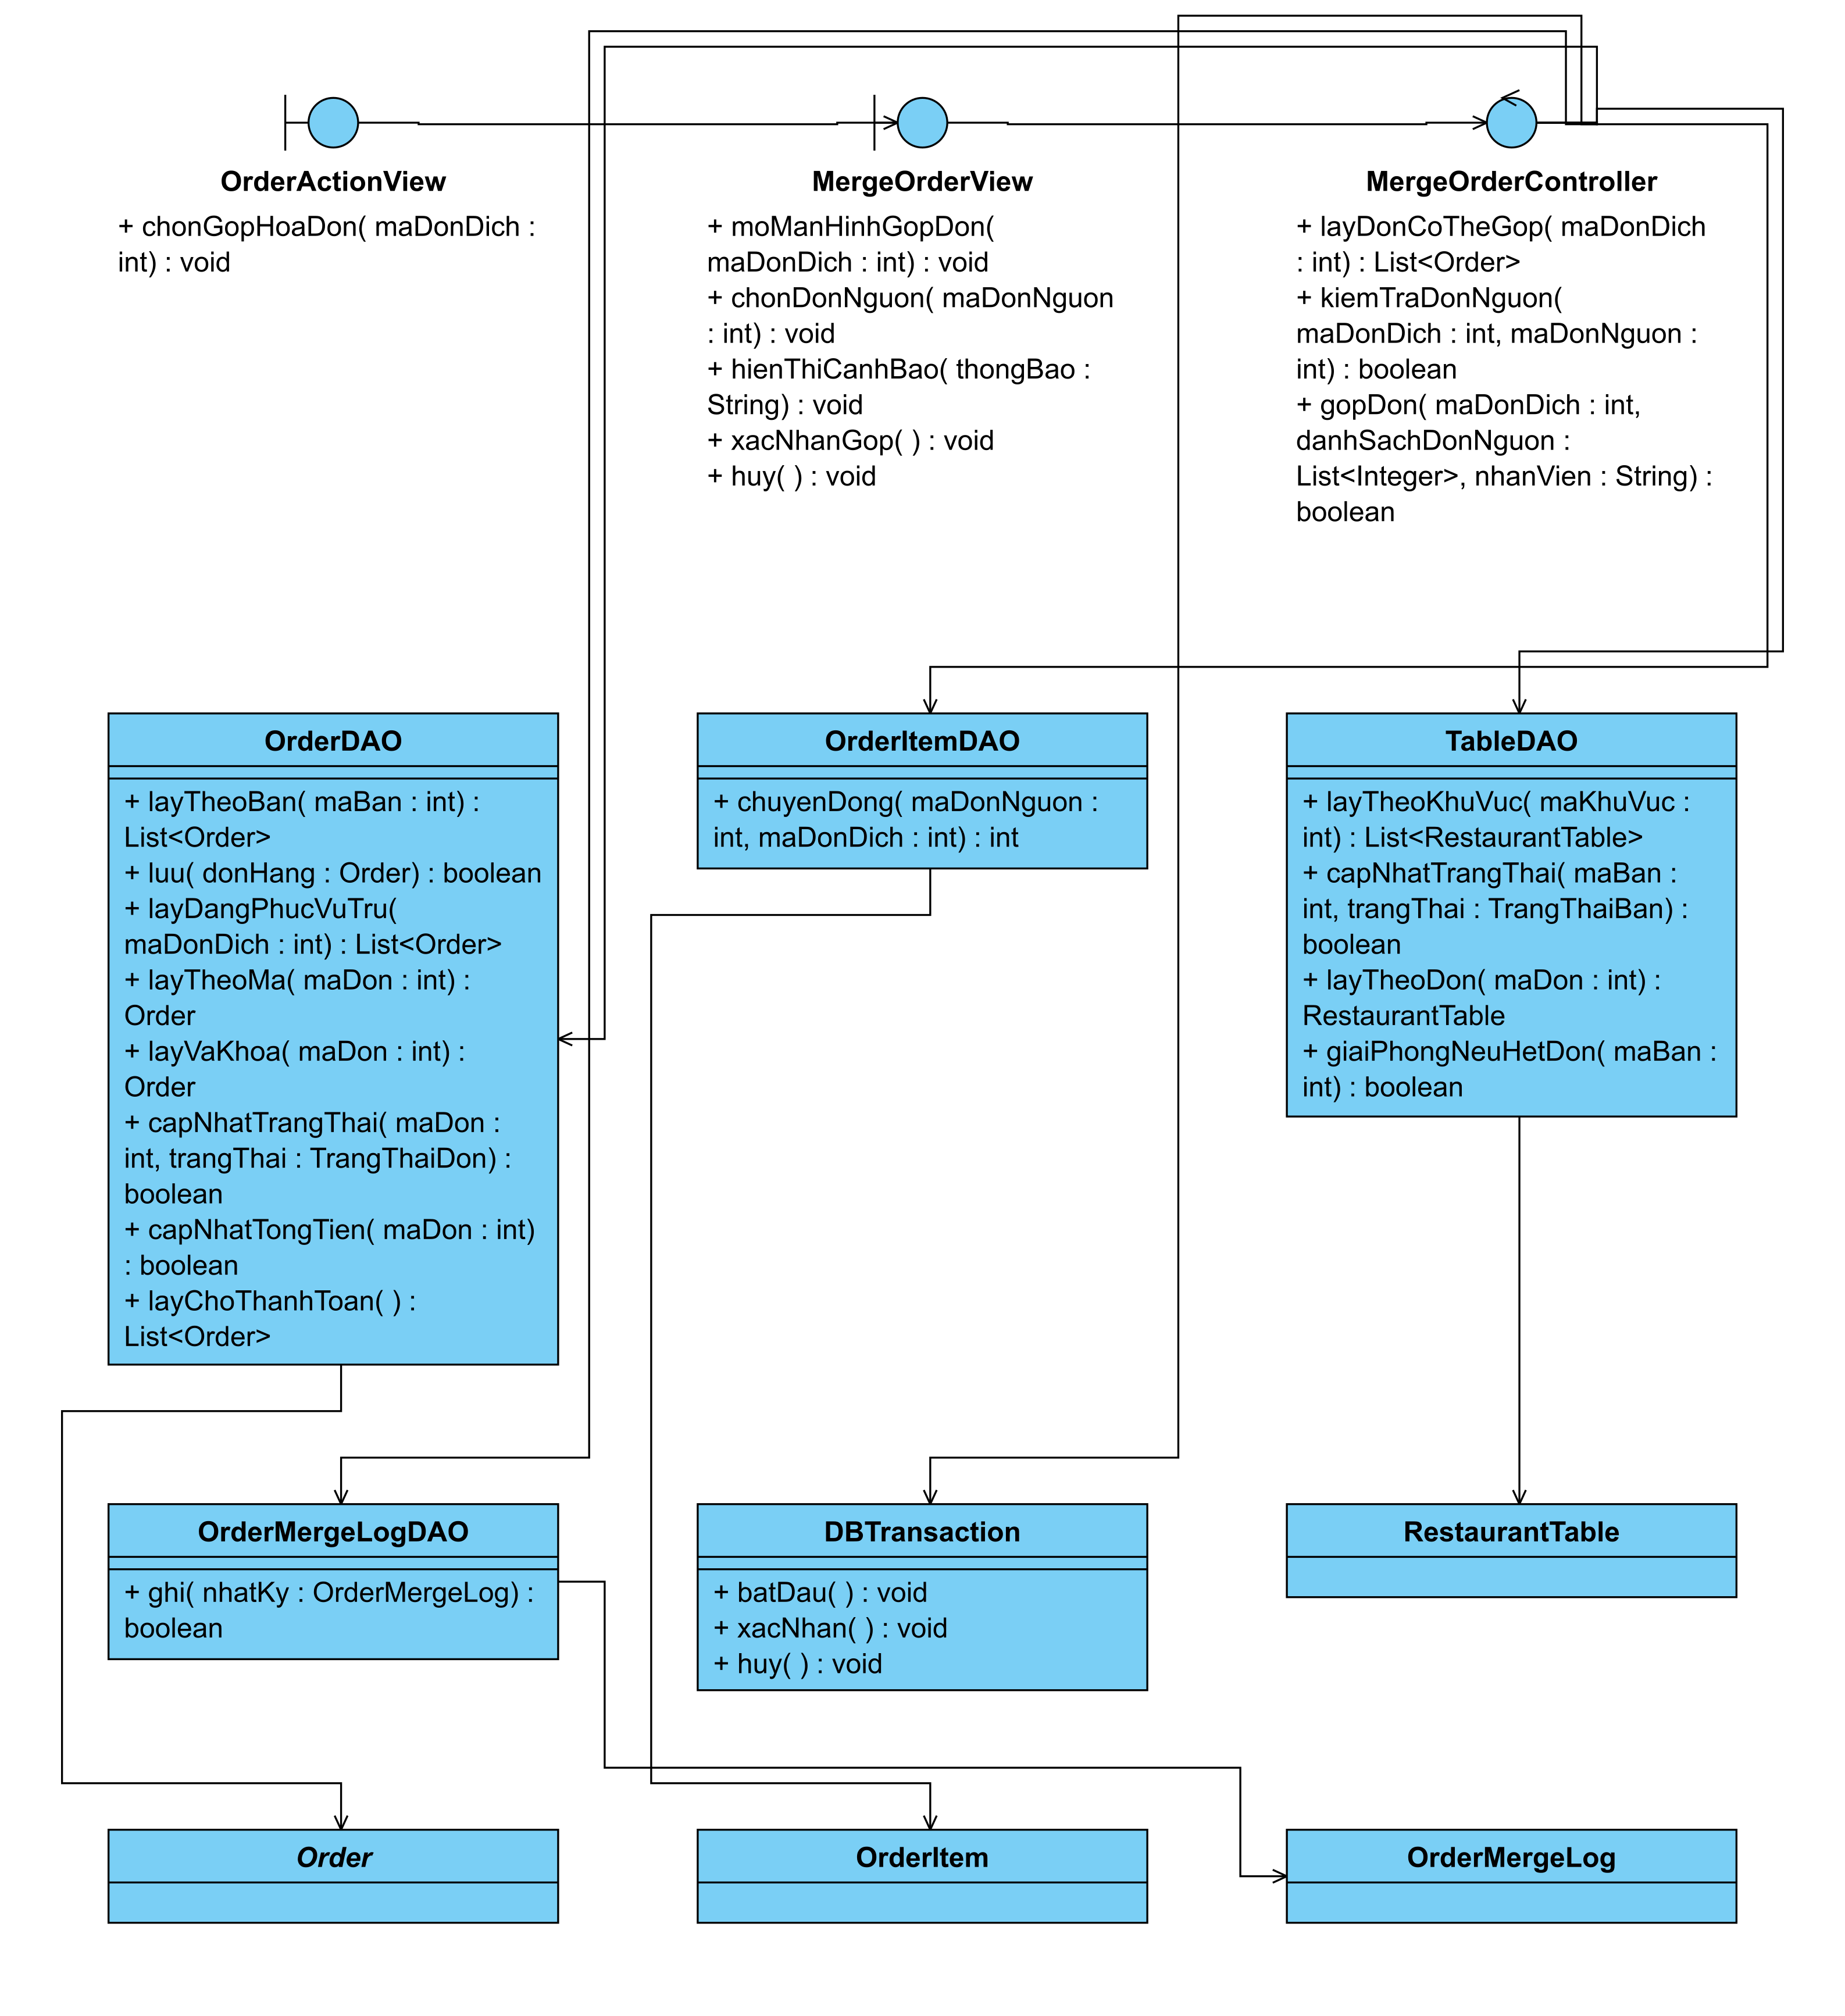 OrderActionView
+ chonGopHoaDon( maDonDich :
int) : void
MergeOrderView
+ moManHinhGopDon(
maDonDich : int) : void
+ chonDonNguon( maDonNguon
: int) : void
+ hienThiCanhBao( thongBao :
String) : void
+ xacNhanGop( ) : void
+ huy( ) : void
MergeOrderController
+ layDonCoTheGop( maDonDich
: int) : List<Order>
+ kiemTraDonNguon(
maDonDich : int, maDonNguon :
int) : boolean
+ gopDon( maDonDich : int,
danhSachDonNguon :
List<Integer>, nhanVien : String) :
boolean
OrderDAO
+ layTheoBan( maBan : int) :
List<Order>
+ luu( donHang : Order) : boolean
+ layDangPhucVuTru(
maDonDich : int) : List<Order>
+ layTheoMa( maDon : int) :
Order
+ layVaKhoa( maDon : int) :
Order
+ capNhatTrangThai( maDon :
int, trangThai : TrangThaiDon) :
boolean
+ capNhatTongTien( maDon : int)
: boolean
+ layChoThanhToan( ) :
List<Order>
OrderItemDAO
+ chuyenDong( maDonNguon :
int, maDonDich : int) : int
TableDAO
+ layTheoKhuVuc( maKhuVuc :
int) : List<RestaurantTable>
+ capNhatTrangThai( maBan :
int, trangThai : TrangThaiBan) :
boolean
+ layTheoDon( maDon : int) :
RestaurantTable
+ giaiPhongNeuHetDon( maBan :
int) : boolean
OrderMergeLogDAO
+ ghi( nhatKy : OrderMergeLog) :
boolean
DBTransaction
+ batDau( ) : void
+ xacNhan( ) : void
+ huy( ) : void
RestaurantTable
Order
OrderItem
OrderMergeLog